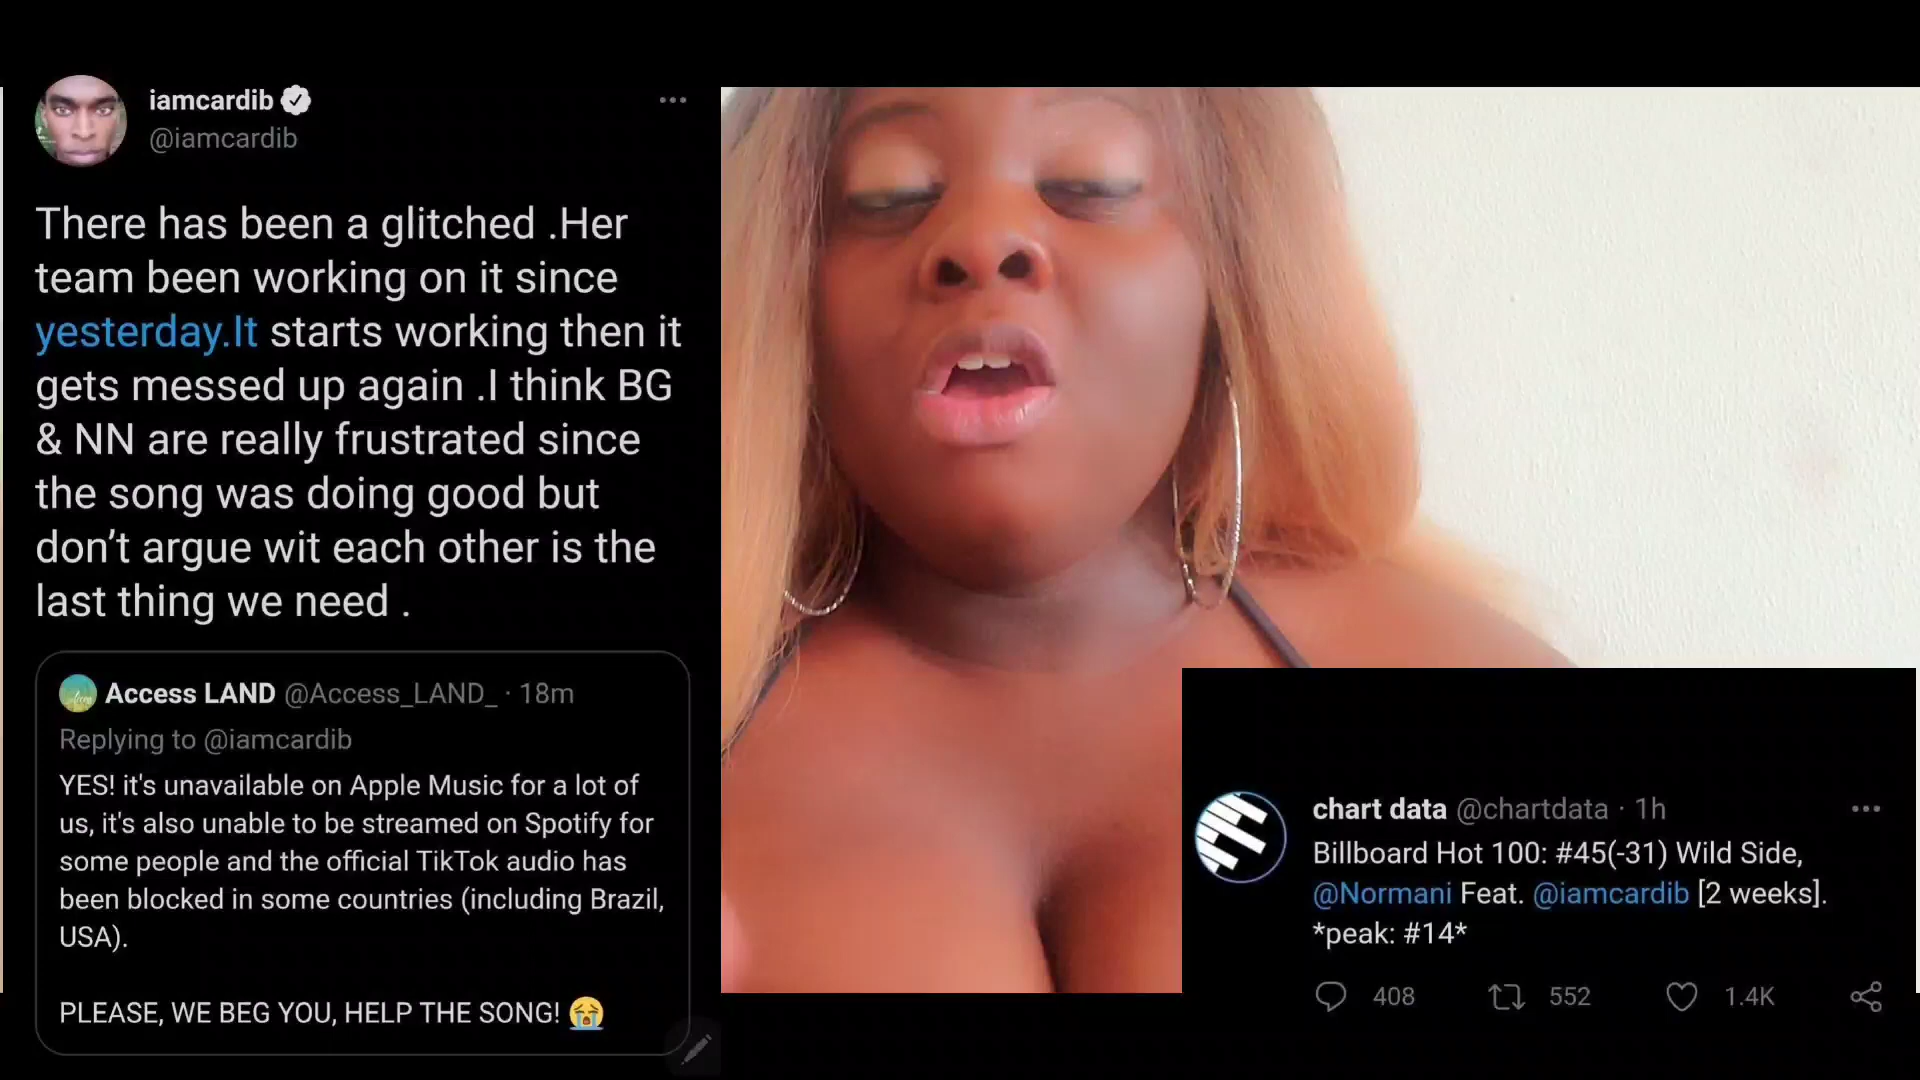 iamcardib
@iamcardib
There has been a glitched .Her
team been working on it since
yesterday.It starts working then it
gets messed up again .I think BG
& NN are really frustrated since
the song was doing good but
don’t argue wit each other is the
last thing we need .
Access LAND @Access_LAND_ · 18m
Replying to @iamcardib
YES! it's unavailable on Apple Music for a lot of
us, it's also unable to be streamed on Spotify for
some people and the official TikTok audio has
been blocked in some countries (including Brazil,
USA).
PLEASE, WE BEG YOU, HELP THE SONG! 😭
chart data @chartdata · 1h
Billboard Hot 100: #45(-31) Wild Side,
@Normani Feat. @iamcardib [2 weeks].
*peak: #14*
408 552 1.4K